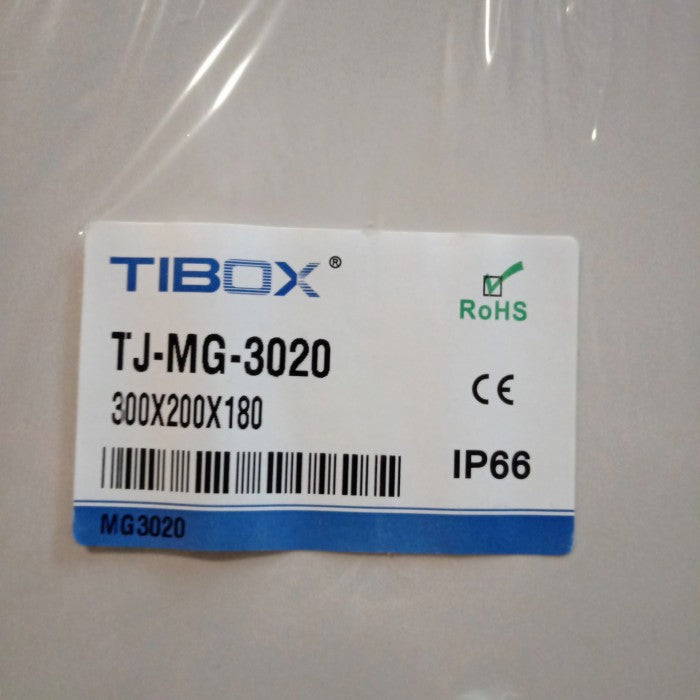 TIBOX®
RoHS
TJ-MG-3020
CE
300X200X180
IP66
MG3020